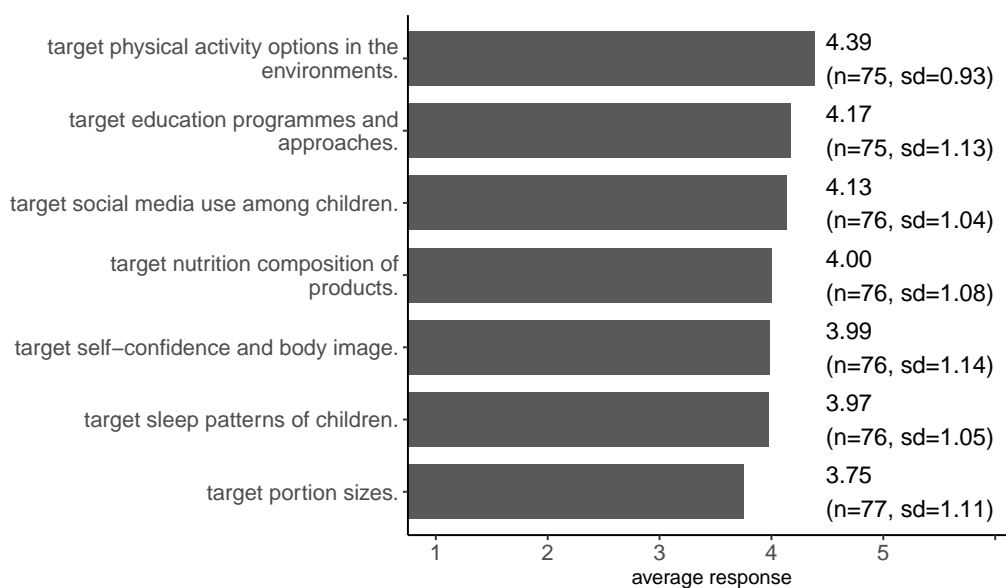 target physical activity options in the
environments.
4.39
(n=75, sd=0.93)
target education programmes and
approaches.
4.17
(n=75, sd=1.13)
target social media use among children.
4.13
(n=76, sd=1.04)
target nutrition composition of
products.
4.00
(n=76, sd=1.08)
target self−confidence and body image.
3.99
(n=76, sd=1.14)
target sleep patterns of children.
3.97
(n=76, sd=1.05)
target portion sizes.
3.75
(n=77, sd=1.11)
1 2 3 4 5
average response